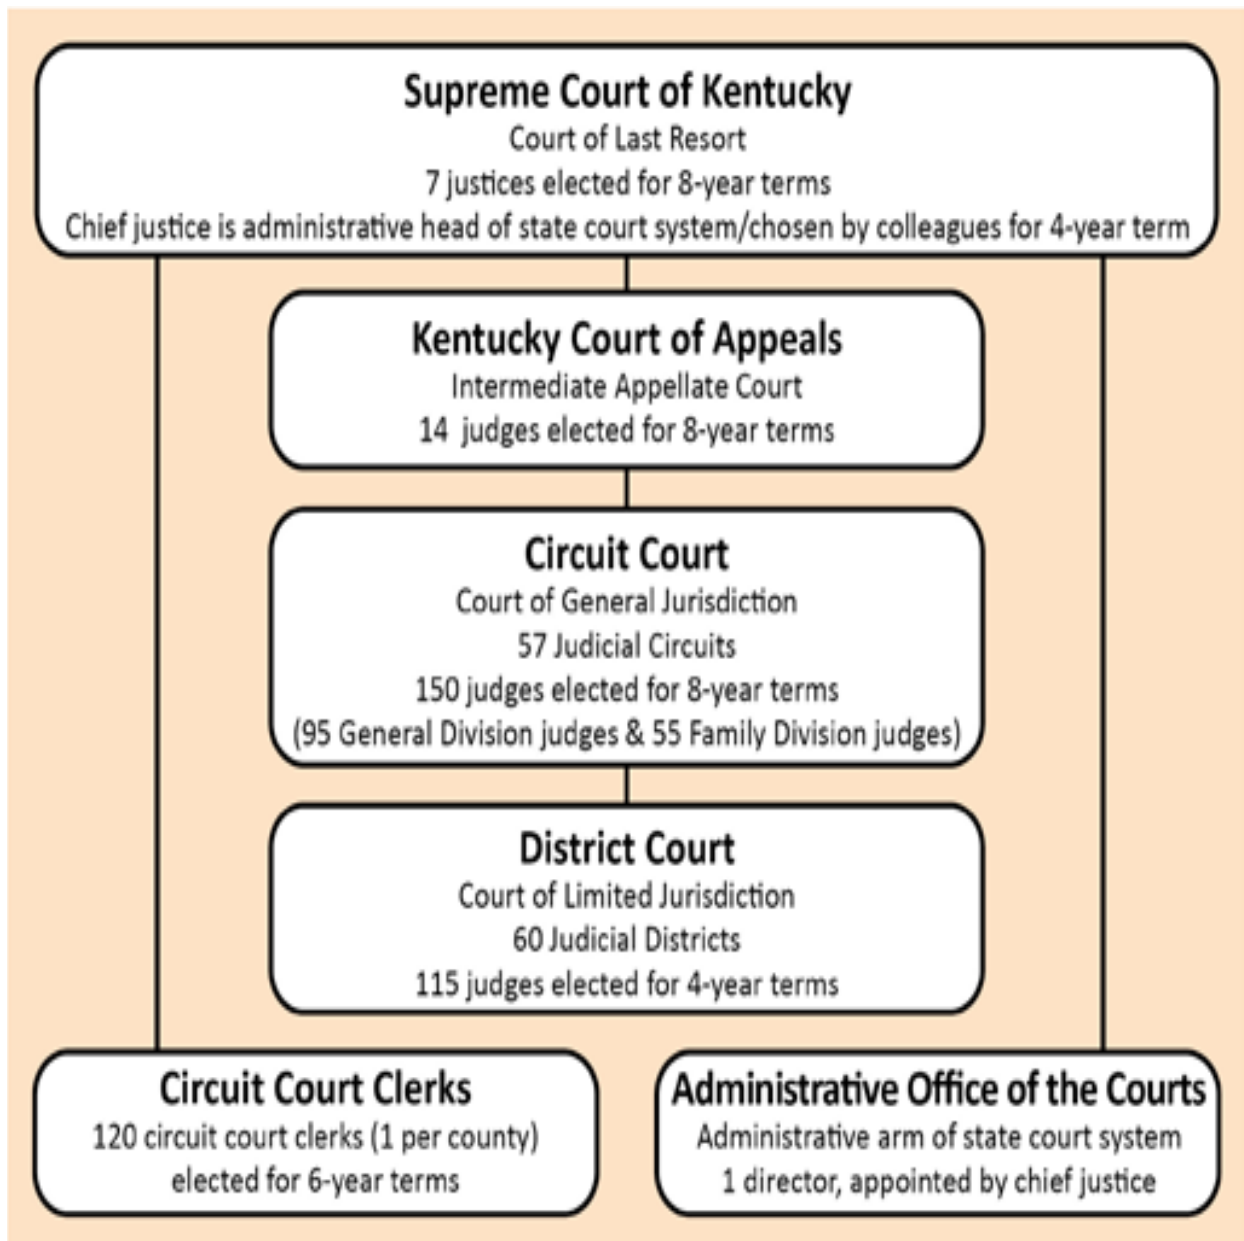 Supreme Court of Kentucky
Court of Last Resort
7 justices elected for 8-year terms
Chief justice is administrative head of state court system/chosen by colleagues for 4-year term
Kentucky Court of Appeals
Intermediate Appellate Court
14 judges elected for 8-year terms
Circuit Court
Court of General Jurisdiction
57 Judicial Circuits
150 judges elected for 8-year terms
(95 General Division judges & 55 Family Division judges)
District Court
Court of Limited Jurisdiction
60 Judicial Districts
115 judges elected for 4-year terms
Circuit Court Clerks
120 circuit court clerks (1 per county)
elected for 6-year terms
Administrative Office of the Courts
Administrative arm of state court system
1 director, appointed by chief justice